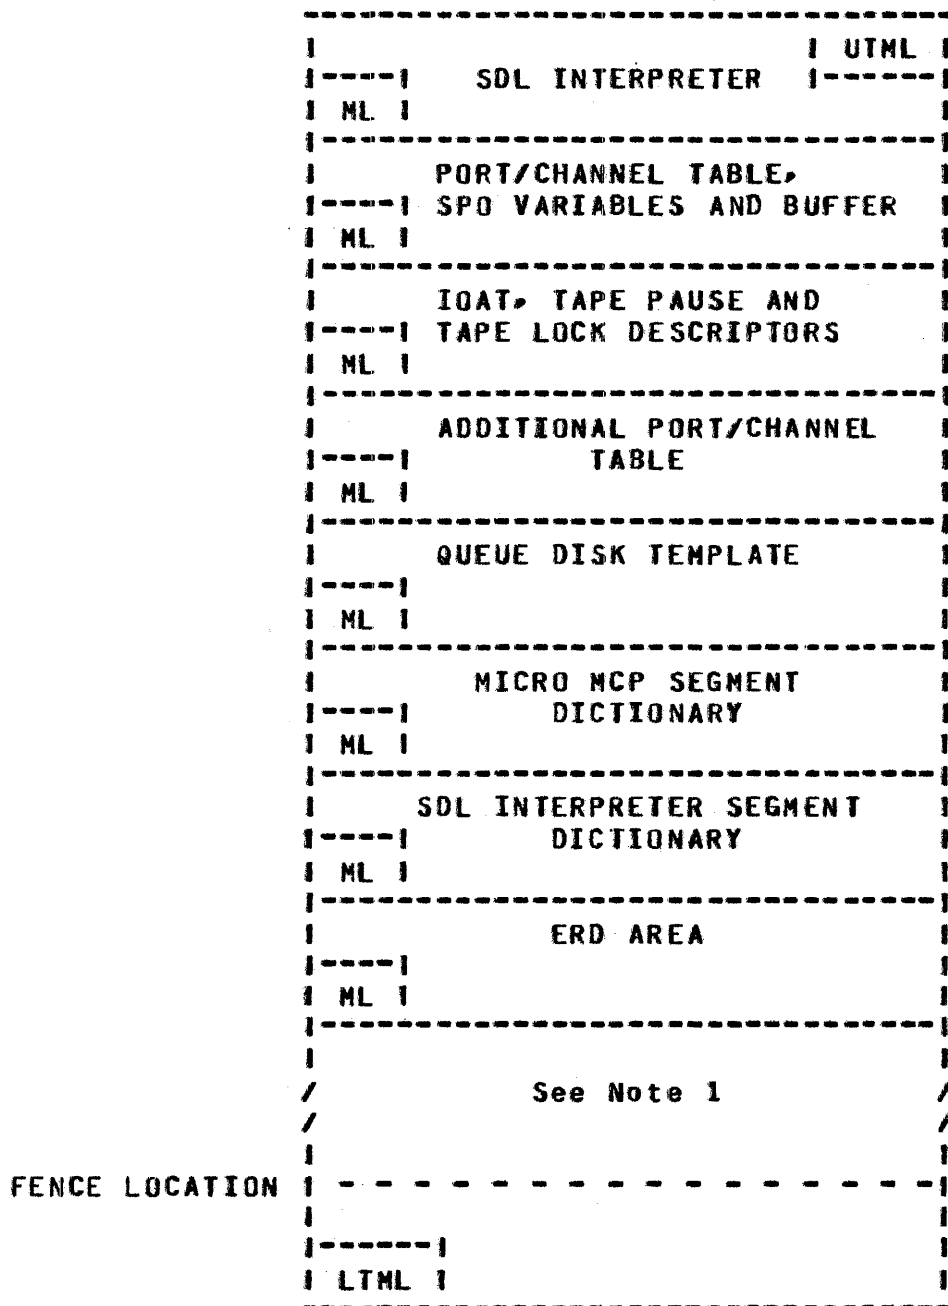 UTML
SDL INTERPRETER
ML
PORT/CHANNEL TABLE,
SPO VARIABLES AND BUFFER
ML
IOAT, TAPE PAUSE AND
TAPE LOCK DESCRIPTORS
ML
ADDITIONAL PORT/CHANNEL
TABLE
ML
QUEUE DISK TEMPLATE
ML
MICRO MCP SEGMENT
DICTIONARY
ML
SDL INTERPRETER SEGMENT
DICTIONARY
ML
ERD AREA
ML
See Note 1
FENCE LOCATION
LTML